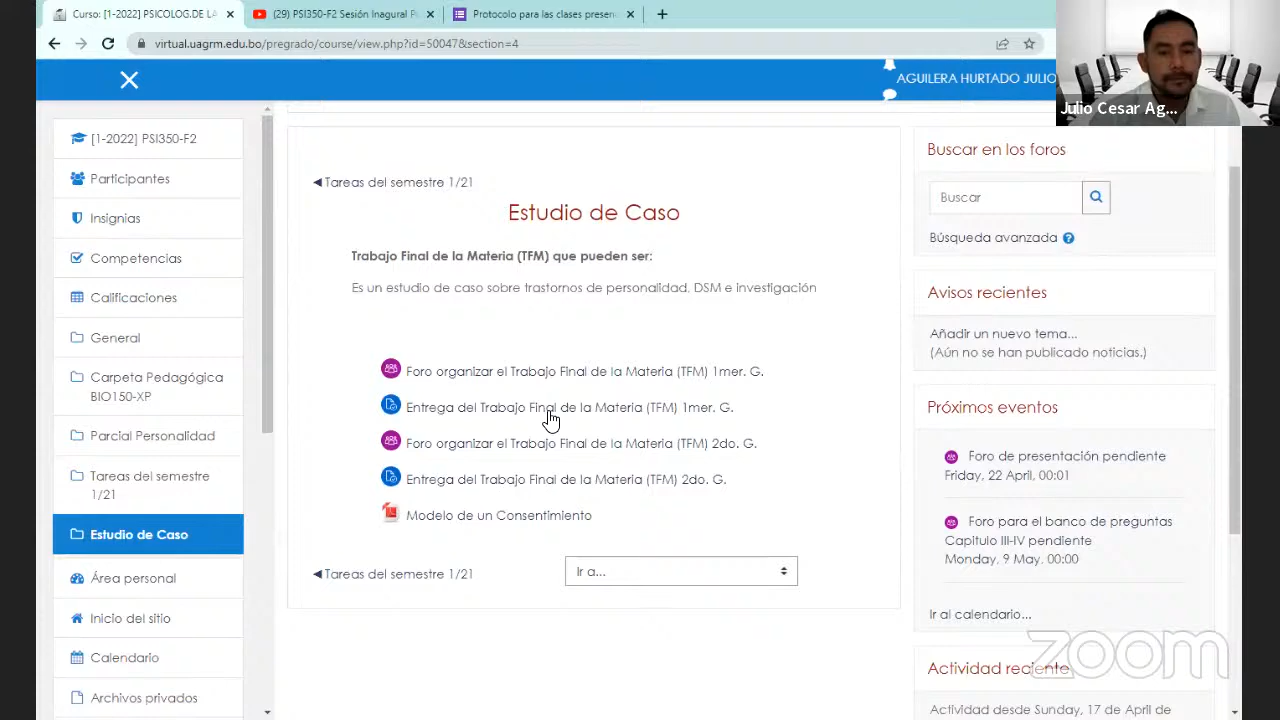 Curso: [1-2022] PSICOLOG.DE LA
(29) PSI350-F2 Sesión Inagural P
Protocolo para las clases presen
virtual.uagrm.edu.bo/pregrado/course/view.php?id=50047&section=4
AGUILERA HURTADO JULIO
Julio Cesar Ag...
[1-2022] PSI350-F2
Participantes
Insignias
Competencias
Calificaciones
General
Carpeta Pedagógica
BIO150-XP
Parcial Personalidad
Tareas del semestre
1/21
Estudio de Caso
Área personal
Inicio del sitio
Calendario
Archivos privados
Tareas del semestre 1/21
Estudio de Caso
Trabajo Final de la Materia (TFM) que pueden ser:
Es un estudio de caso sobre trastornos de personalidad, DSM e investigación
Foro organizar el Trabajo Final de la Materia (TFM) 1mer. G.
Entrega del Trabajo Final de la Materia (TFM) 1mer. G.
Foro organizar el Trabajo Final de la Materia (TFM) 2do. G.
Entrega del Trabajo Final de la Materia (TFM) 2do. G.
Modelo de un Consentimiento
Tareas del semestre 1/21
Ir a...
Buscar en los foros
Buscar
Búsqueda avanzada
Avisos recientes
Añadir un nuevo tema...
(Aún no se han publicado noticias.)
Próximos eventos
Foro de presentación pendiente
Friday, 22 April, 00:01
Foro para el banco de preguntas
Capítulo III-IV pendiente
Monday, 9 May, 00:00
Ir al calendario...
zoom
Actividad reciente
Actividad desde Sunday, 17 de April de